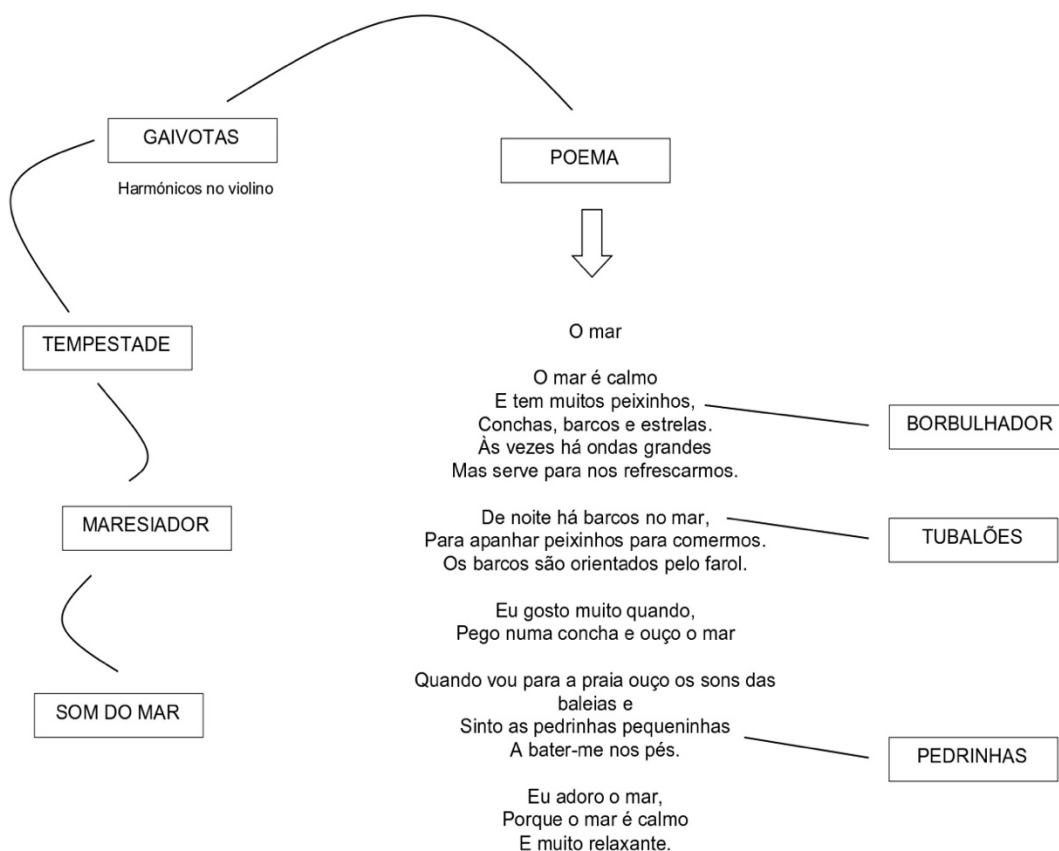 GAIVOTAS
Harmónicos no violino
TEMPESTADE
MARESIADOR
SOM DO MAR
POEMA
O mar
O mar é calmo
E tem muitos peixinhos,
Conchas, barcos e estrelas.
Às vezes há ondas grandes
Mas serve para nos refrescarmos.
BORBULHADOR
De noite há barcos no mar,
Para apanhar peixinhos para comermos.
Os barcos são orientados pelo farol.
TUBALÕES
Eu gosto muito quando,
Pego numa concha e ouço o mar
Quando vou para a praia ouço os sons das
baleias e
Sinto as pedrinhas pequeninhas
A bater-me nos pés.
PEDRINHAS
Eu adoro o mar,
Porque o mar é calmo
E muito relaxante.